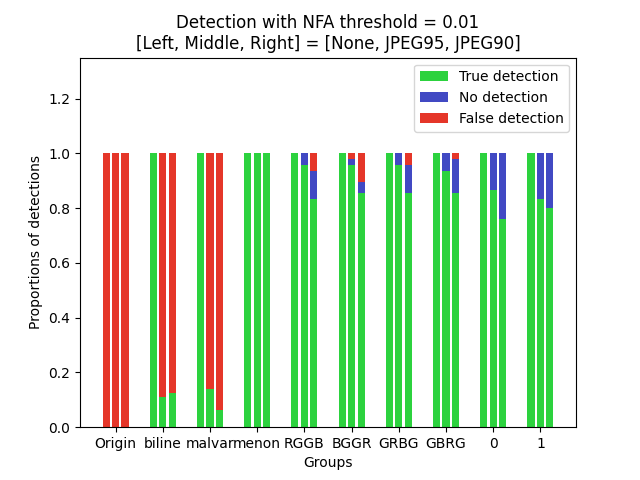 Detection with NFA threshold = 0.01
[Left, Middle, Right] = [None, JPEG95, JPEG90]
True detection
No detection
False detection
Proportions of detections
1.2
1.0
0.8
0.6
0.4
0.2
0.0
Origin biline malvar menon RGGB BGGR GRBG GBRG 0 1
Groups